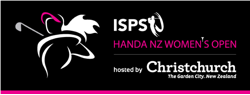 ISPS
HANDA NZ WOMEN'S OPEN
hosted by Christchurch
The Garden City, New Zealand